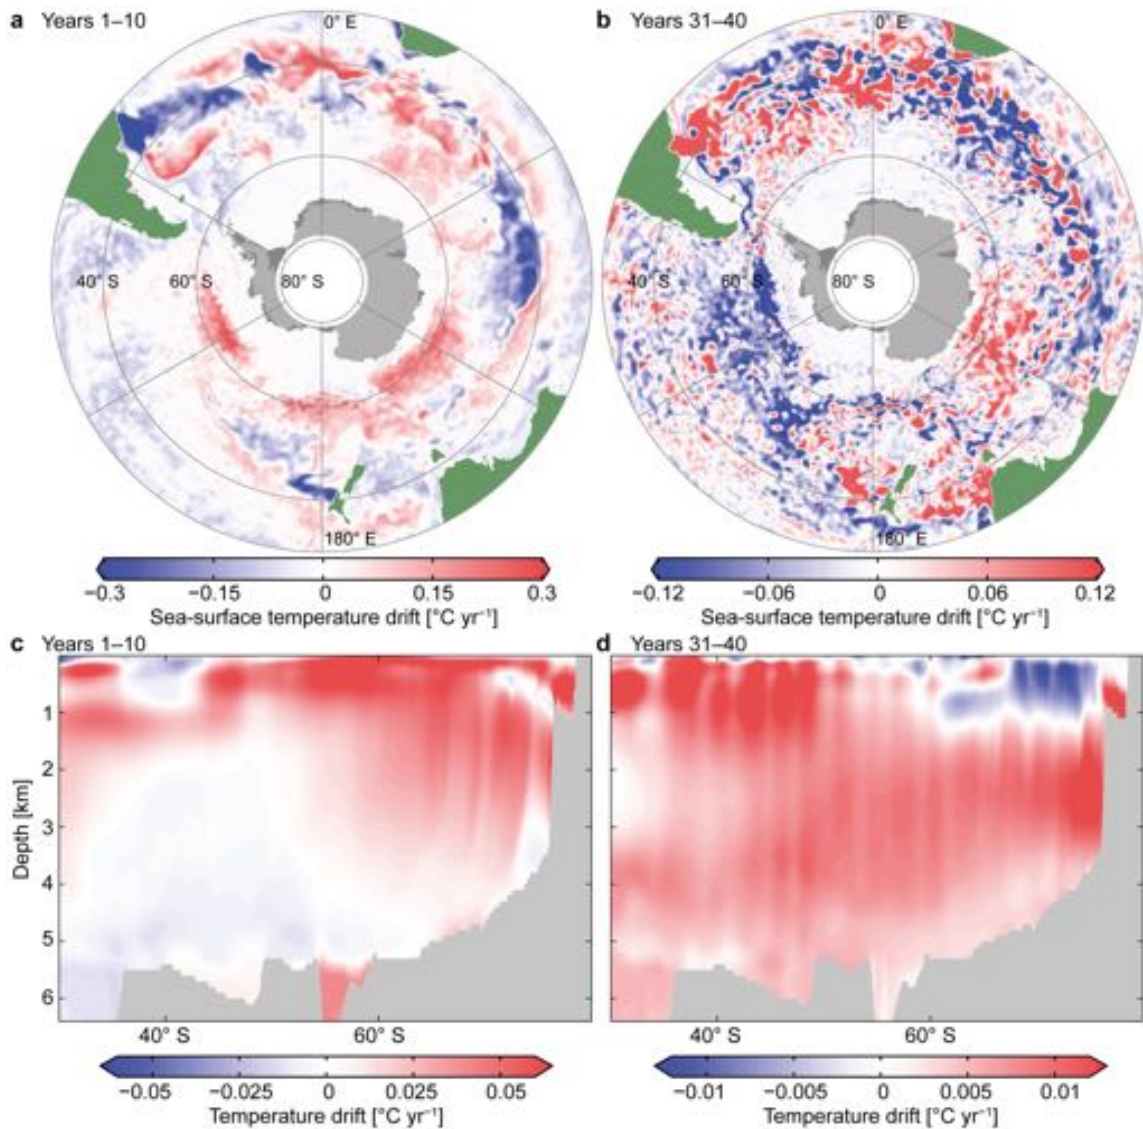 a Years 1–10
b Years 31–40
0° E
0° E
40° S 60° S 80° S
40° S 60° S 80° S
180° E
180° E
−0.3 −0.15 0 0.15 0.3
−0.12 −0.06 0 0.06 0.12
Sea-surface temperature drift [°C yr⁻¹]
Sea-surface temperature drift [°C yr⁻¹]
c Years 1–10
d Years 31–40
1
2
3
4
5
6
Depth [km]
40° S 60° S
40° S 60° S
−0.05 −0.025 0 0.025 0.05
−0.01 −0.005 0 0.005 0.01
Temperature drift [°C yr⁻¹]
Temperature drift [°C yr⁻¹]